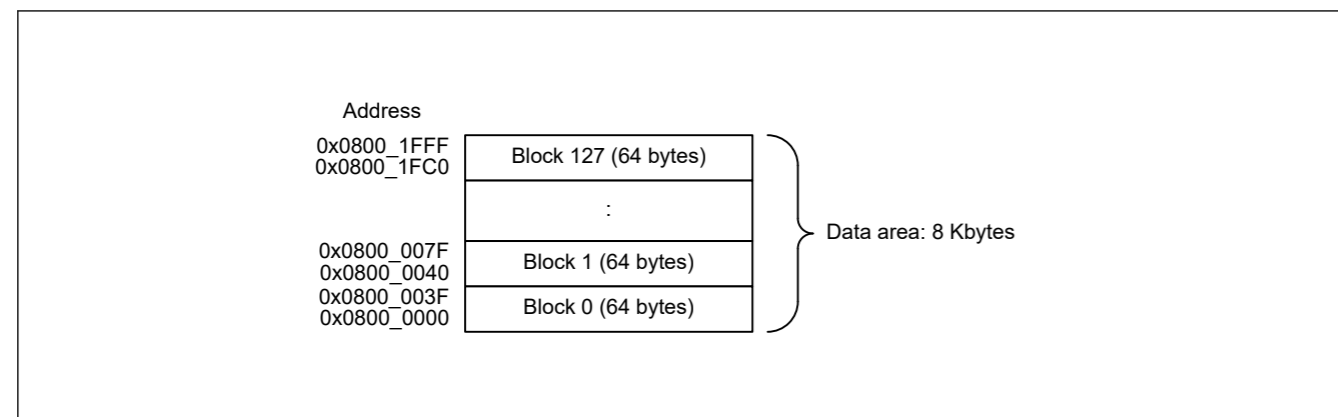 Address
0x0800_1FFF
0x0800_1FC0
Block 127 (64 bytes)
:
0x0800_007F
0x0800_0040
Block 1 (64 bytes)
0x0800_003F
0x0800_0000
Block 0 (64 bytes)
Data area: 8 Kbytes